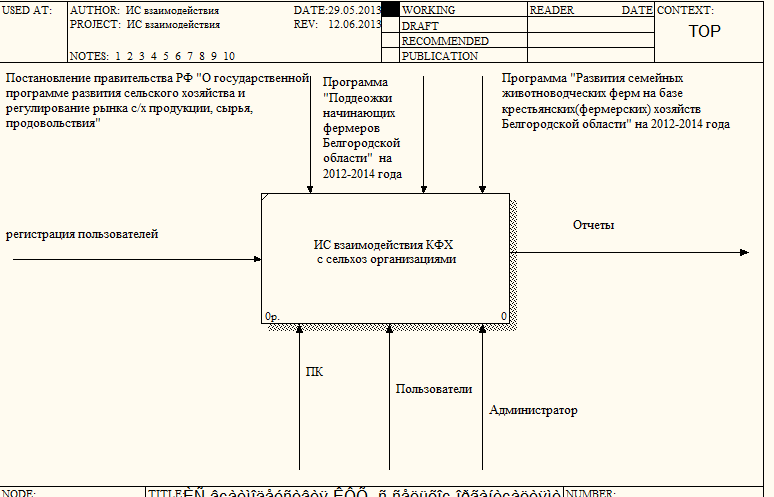 USED AT:
AUTHOR: ИС взаимодействия
DATE:29.05.2013
WORKING
READER
DATE
CONTEXT:
PROJECT: ИС взаимодействия
REV: 12.06.2013
DRAFT
TOP
RECOMMENDED
NOTES: 1 2 3 4 5 6 7 8 9 10
PUBLICATION
Постановление правительства РФ "О государственной
программе развития сельского хозяйства и
регулирование рынка с/х продукции, сырья,
продовольствия"
Программа
"Поддеожки
начинающих
фермеров
Белгородской
области" на
2012-2014 года
Программа "Развития семейных
животноводческих ферм на базе
крестьянских(фермерских) хозяйств
Белгородской области" на 2012-2014 года
регистрация пользователей
ИС взаимодействия КФХ
с сельхоз организациями
0р.
0
Отчеты
ПК
Пользователи
Администратор
NODE:
TITLE:
NUMBER: